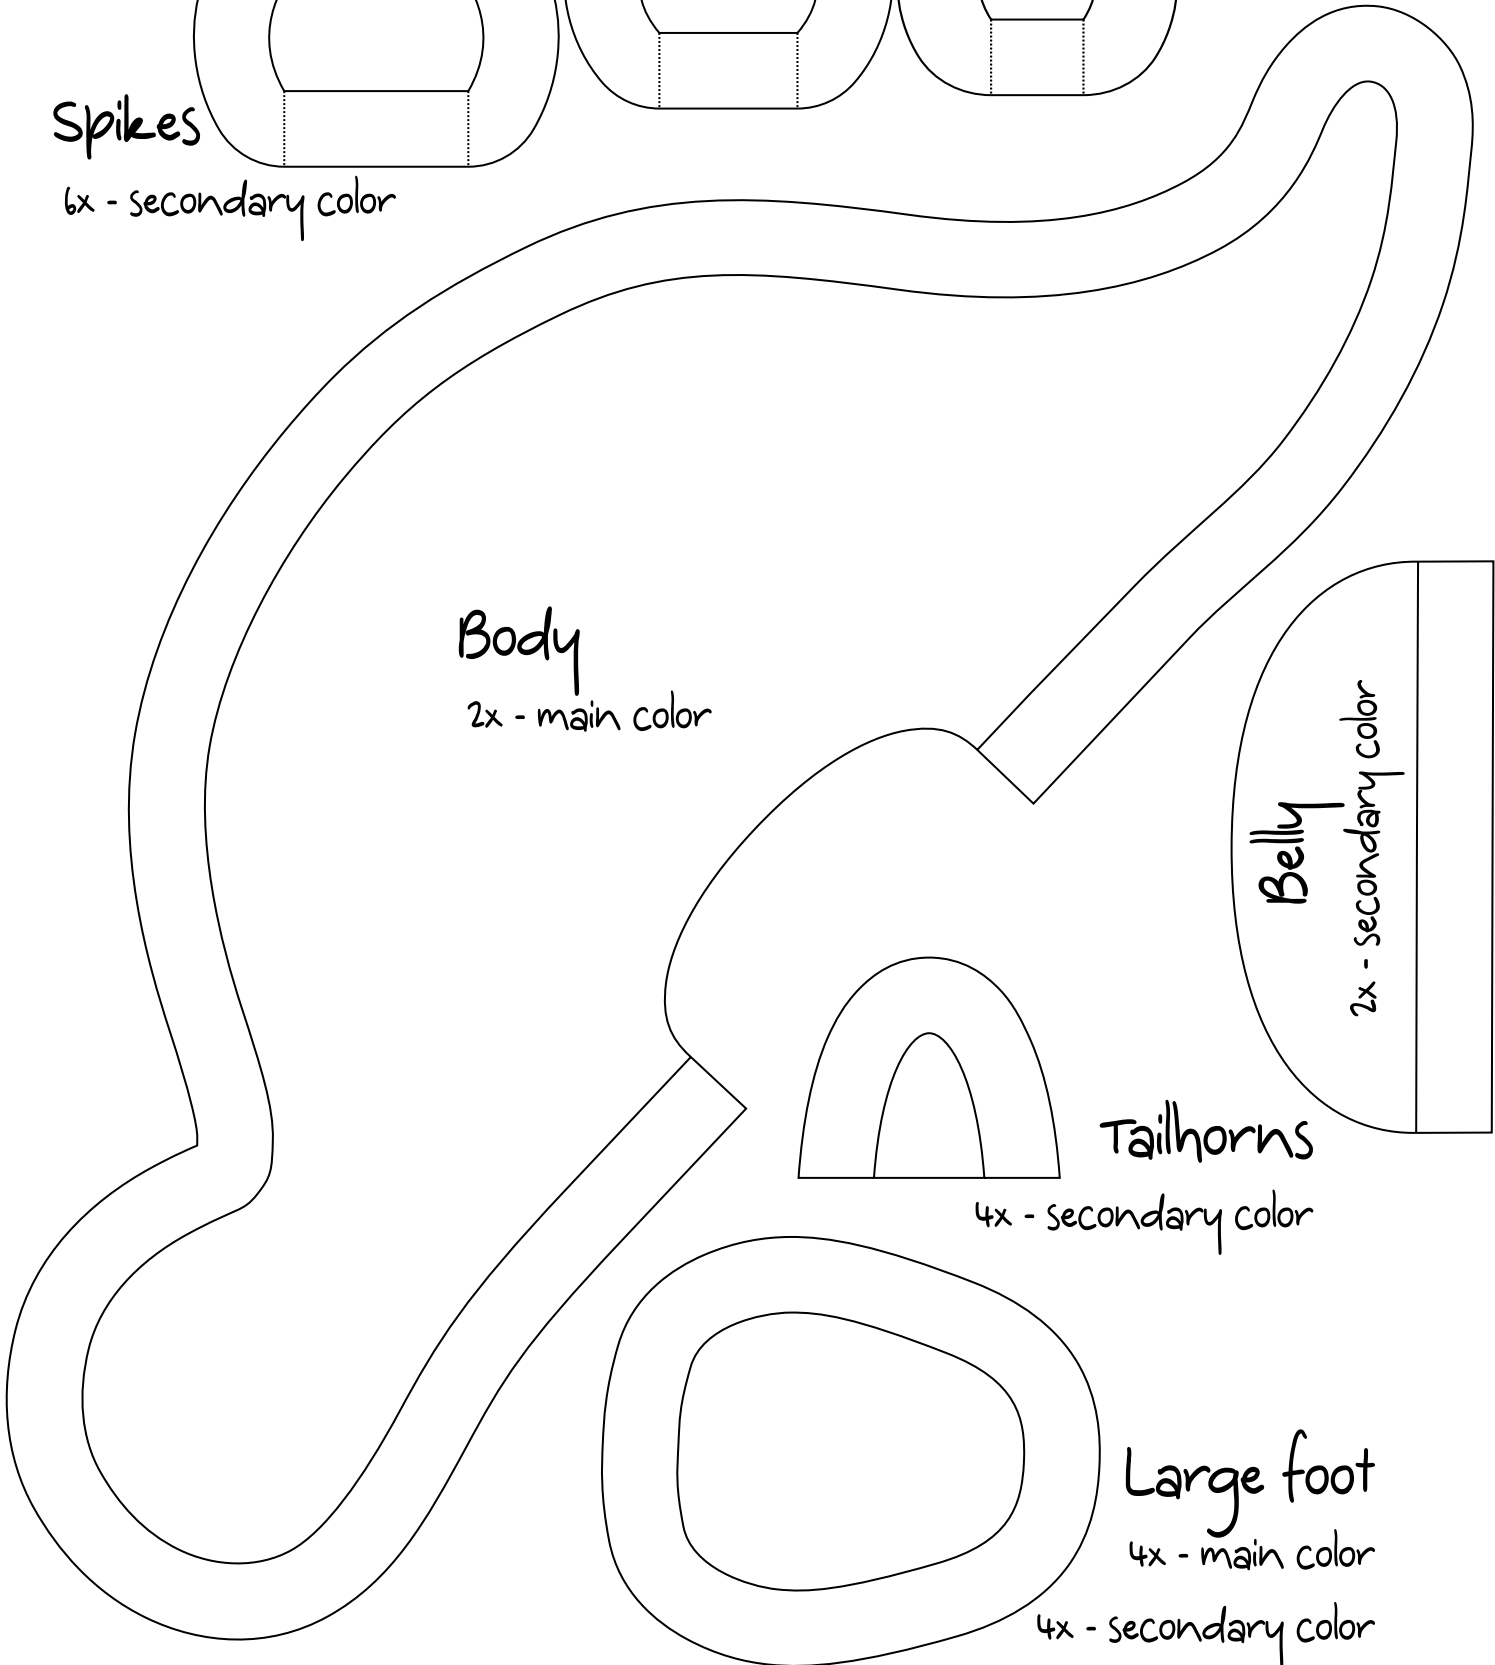 Spikes
6x - secondary color
Body
2x - main color
Belly
2x - secondary color
Tailhorns
4x - secondary color
Large foot
4x - main color
4x - secondary color